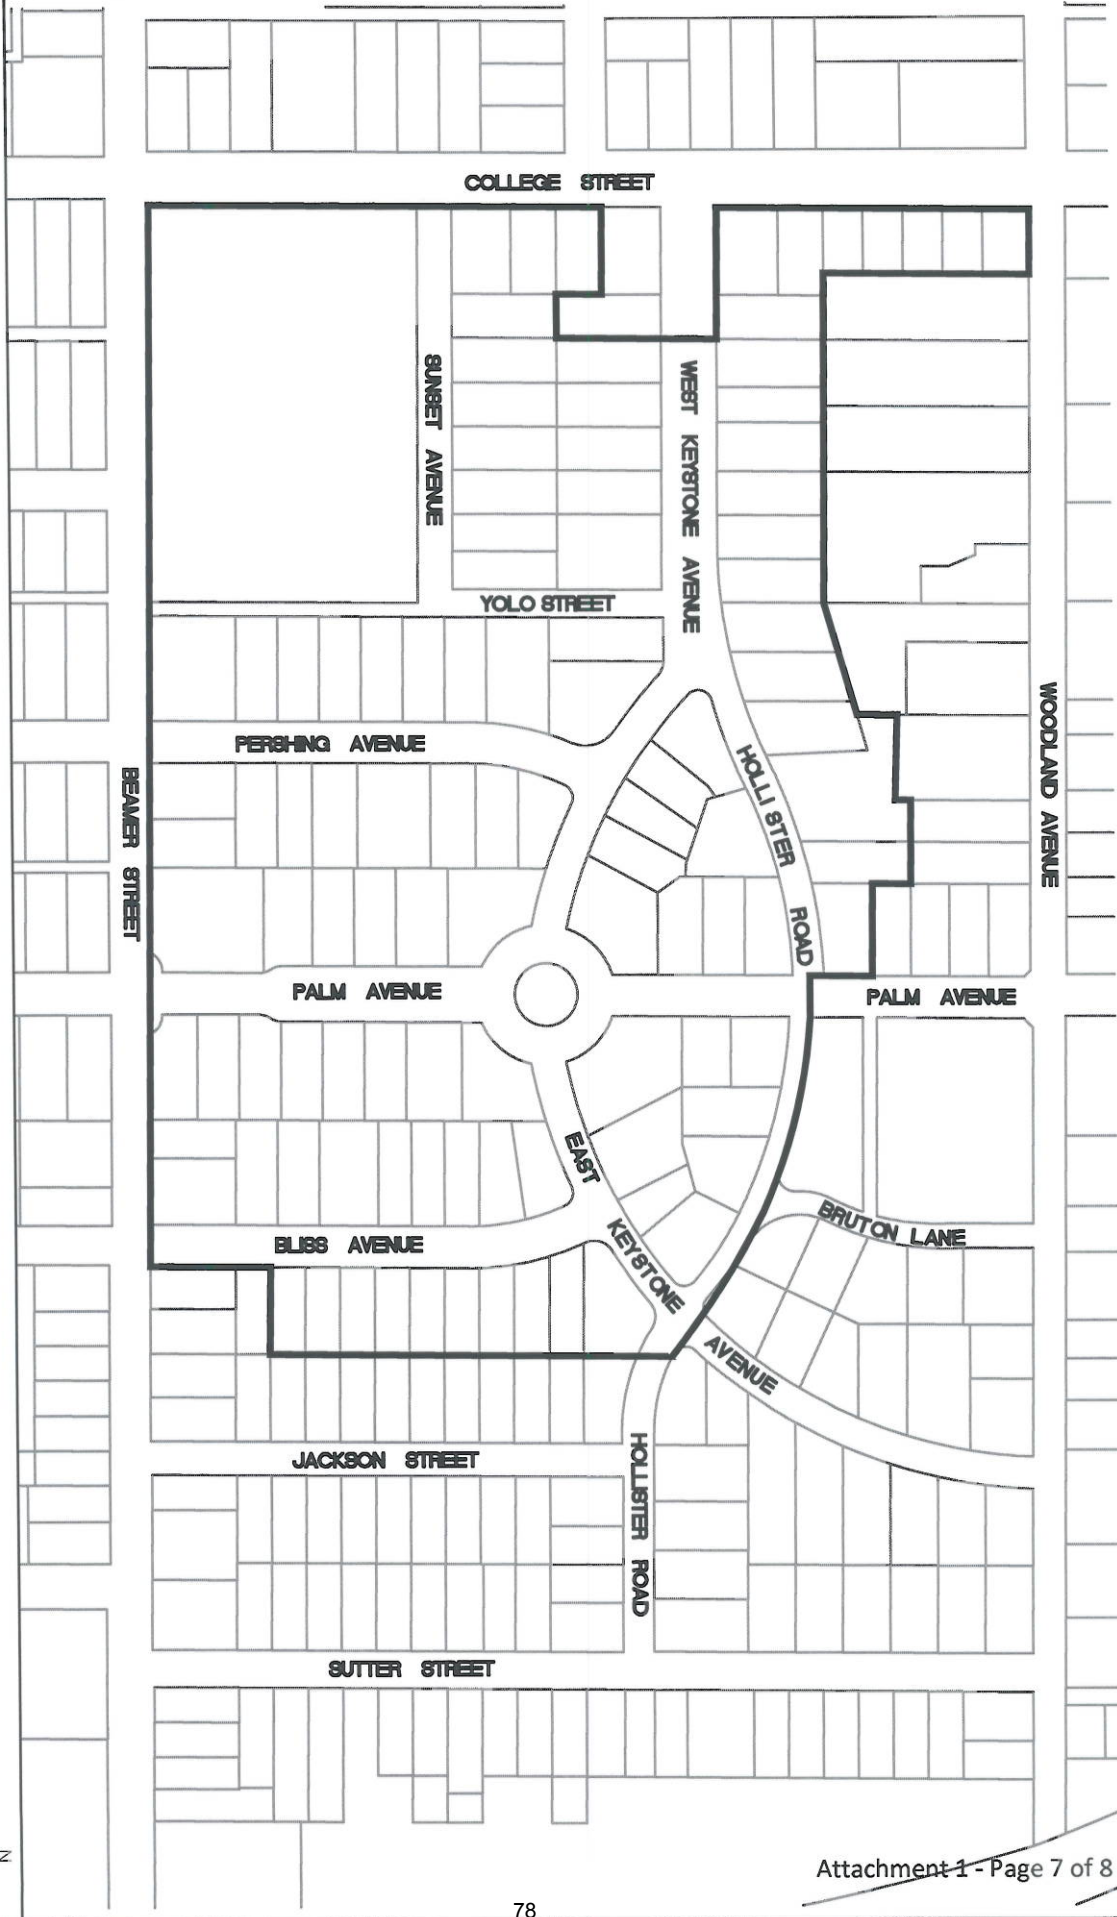 COLLEGE STREET
SUNSET AVENUE
WEST KEYSTONE AVENUE
YOLO STREET
PERSHING AVENUE
HOLLISTER ROAD
WOODLAND AVENUE
BEAMER STREET
PALM AVENUE
PALM AVENUE
EAST KEYSTONE AVENUE
BRUTON LANE
BLISS AVENUE
JACKSON STREET
HOLLISTER ROAD
SUTTER STREET
N
Attachment 1 - Page 7 of 8
78